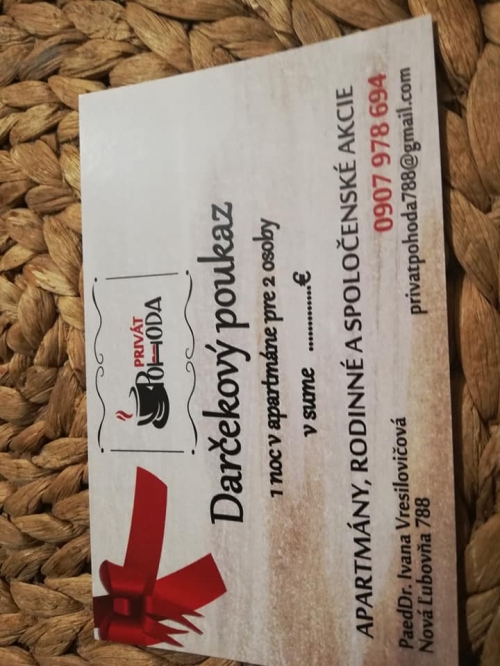 PRIVÁT
POHODA
Darčekový poukaz
1 noc v apartmáne pre 2 osoby
v sume ..............€
APARTMÁNY, RODINNÉ A SPOLOČENSKÉ AKCIE
0907 978 694
PaedDr. Ivana Vresilovičová
privatpohoda788@gmail.com
Nová Ľubovňa 788